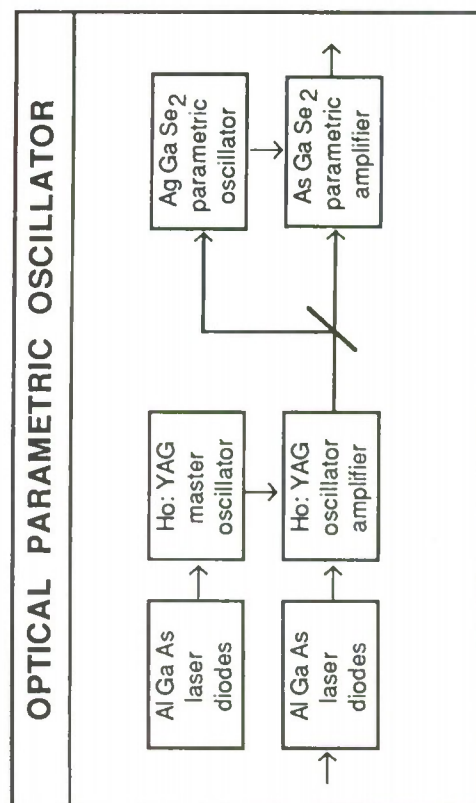 OPTICAL PARAMETRIC OSCILLATOR
Al Ga As
laser
diodes
Ho: YAG
master
oscillator
Ag Ga Se2
parametric
oscillator
Al Ga As
laser
diodes
Ho: YAG
oscillator
amplifier
As Ga Se2
parametric
amplifier